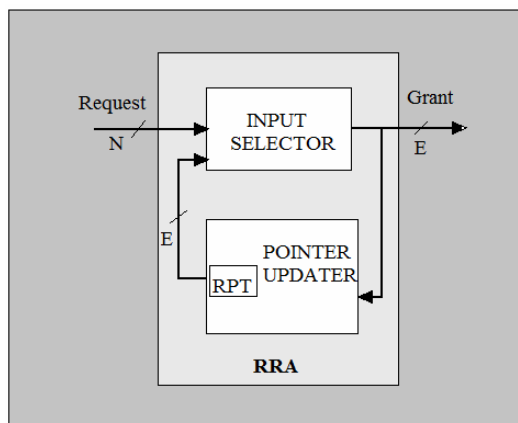 Request
N
INPUT
SELECTOR
Grant
E
E
POINTER
UPDATER
RPT
RRA